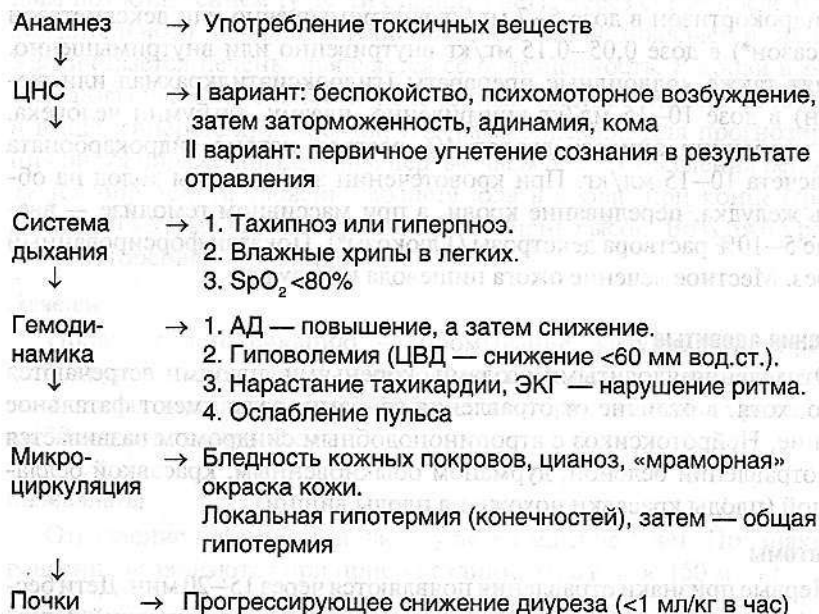 Анамнез → Употребление токсичных веществ
↓
ЦНС → I вариант: беспокойство, психомоторное возбуждение,
↓ затем заторможенность, адинамия, кома
II вариант: первичное угнетение сознания в результате
отравления
Система → 1. Тахипноэ или гиперпноэ.
дыхания 2. Влажные хрипы в легких.
↓ 3. SpO₂ <80%
Гемоди- → 1. АД — повышение, а затем снижение.
намика 2. Гиповолемия (ЦВД — снижение <60 мм вод.ст.).
↓ 3. Нарастание тахикардии, ЭКГ — нарушение ритма.
4. Ослабление пульса
Микро- → Бледность кожных покровов, цианоз, «мраморная»
циркуляция окраска кожи.
Локальная гипотермия (конечностей), затем — общая
гипотермия
↓
Почки → Прогрессирующее снижение диуреза (<1 мл/кг в час)